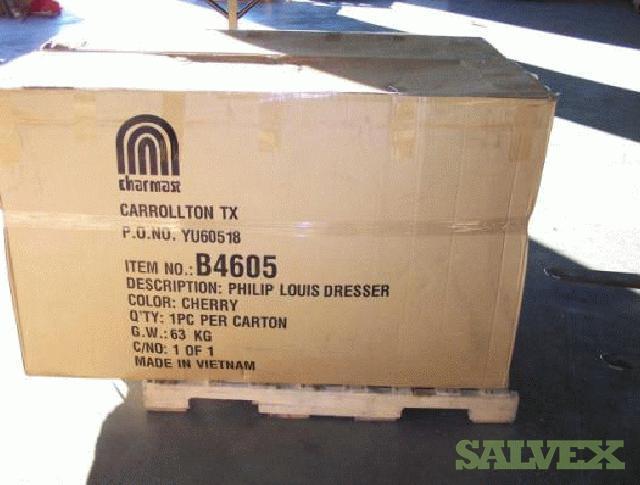 charmast
CARROLLTON TX
P.O.NO. YU60518
ITEM NO.: B4605
DESCRIPTION: PHILIP LOUIS DRESSER
COLOR: CHERRY
Q'TY: 1PC PER CARTON
G.W.: 63 KG
C/NO: 1 OF 1
MADE IN VIETNAM
SALVEX